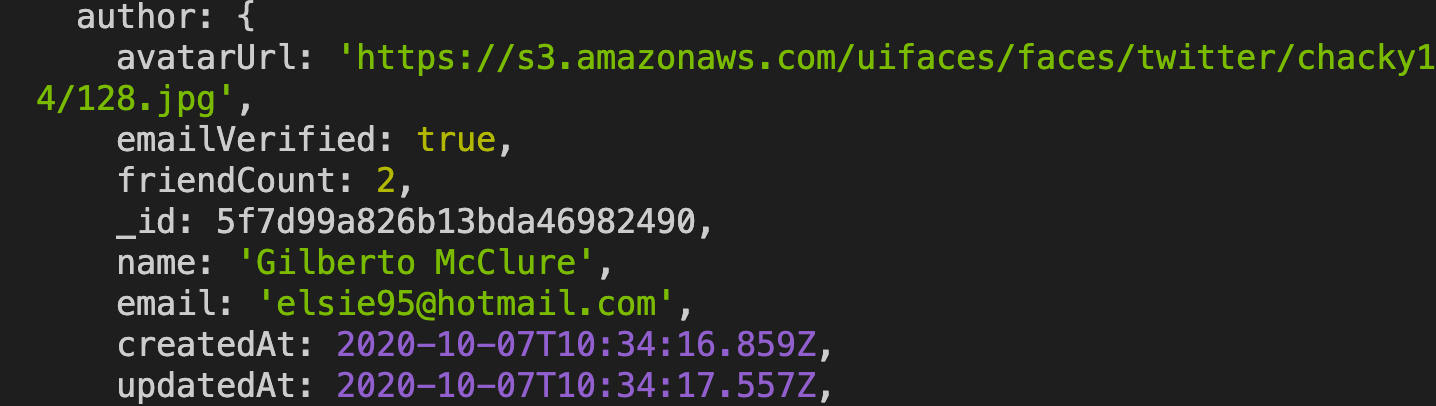 author: {
avatarUrl: 'https://s3.amazonaws.com/uifaces/faces/twitter/chacky1
4/128.jpg',
emailVerified: true,
friendCount: 2,
_id: 5f7d99a826b13bda46982490,
name: 'Gilberto McClure',
email: 'elsie95@hotmail.com',
createdAt: 2020-10-07T10:34:16.859Z,
updatedAt: 2020-10-07T10:34:17.557Z,